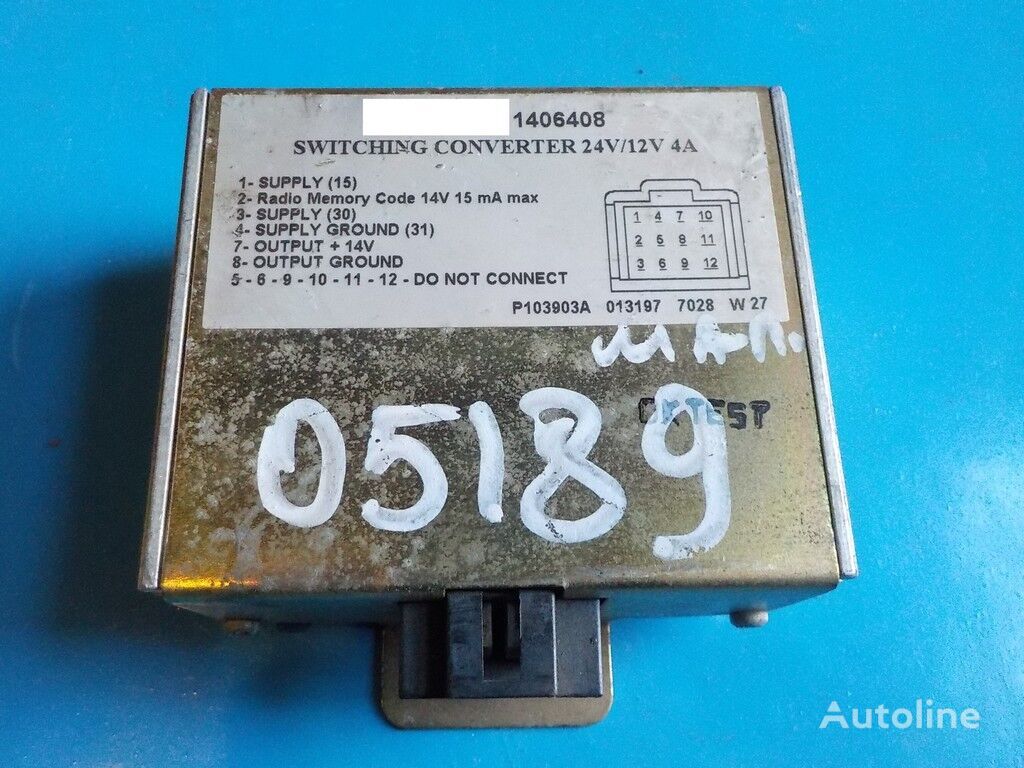 1406408
SWITCHING CONVERTER 24V/12V 4A
1- SUPPLY (15)
2- Radio Memory Code 14V 15 mA max
3- SUPPLY (30)
4- SUPPLY GROUND (31)
7- OUTPUT + 14V
8- OUTPUT GROUND
5 - 6 - 9 - 10 - 11 - 12 - DO NOT CONNECT
1 4 7 10
2 5 8 11
3 6 9 12
P103903A 013197 7028 W 27
TEST
05189
Autoline